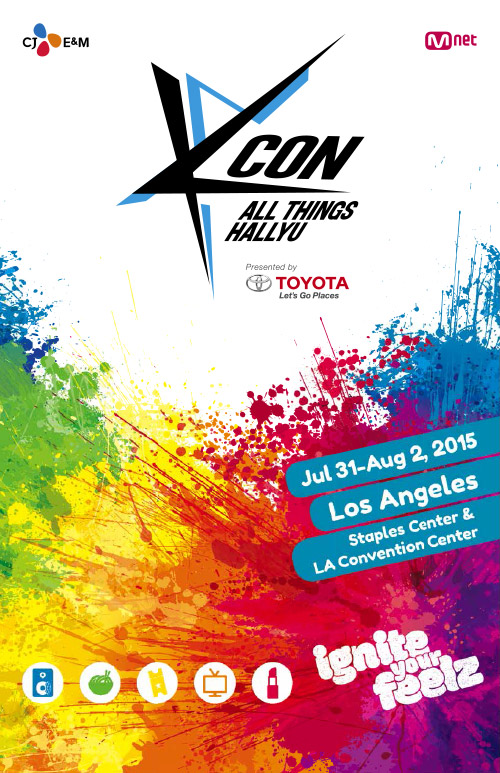 CJ E&M
Mnet
KCON
ALL THINGS
HALLYU
Presented by
TOYOTA
Let's Go Places
Jul 31-Aug 2, 2015
Los Angeles
Staples Center &
LA Convention Center
ignite
your
feelz